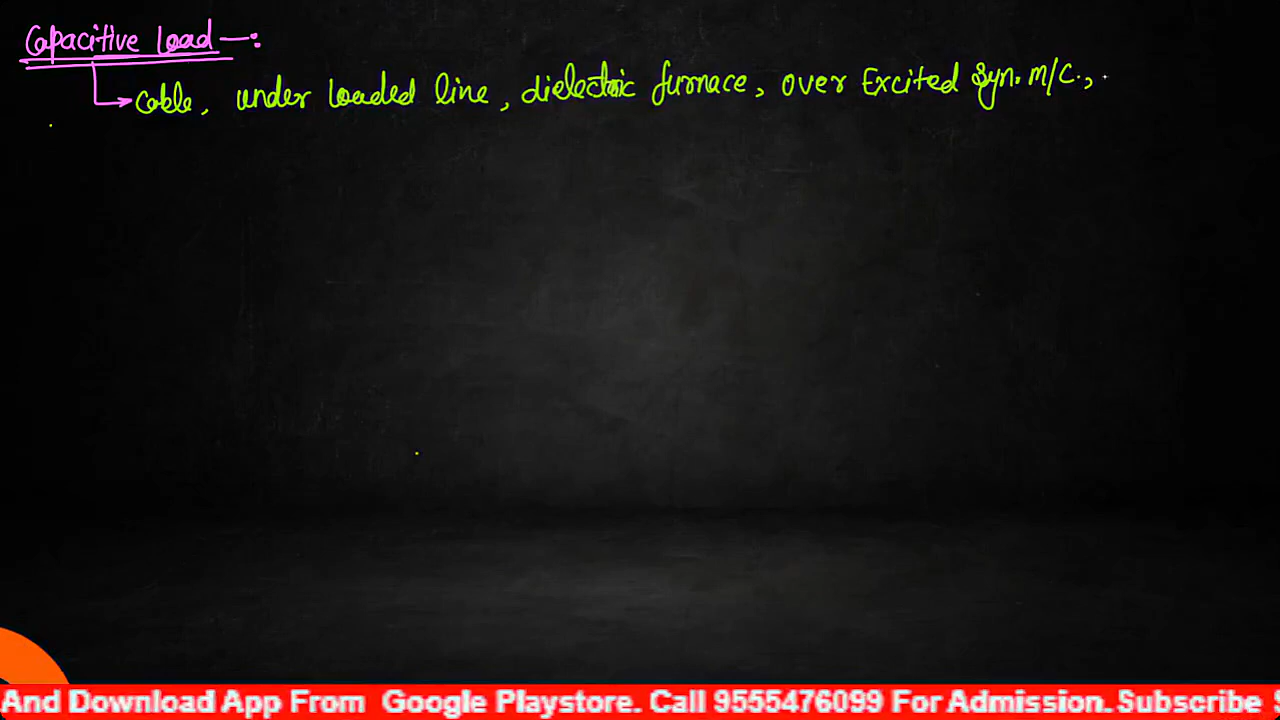 Capacitive Load —:
Cable, under loaded line, dielectric furnace, over Excited Syn. M/C.,
And Download App From Google Playstore. Call 9555476099 For Admission. Subscribe S